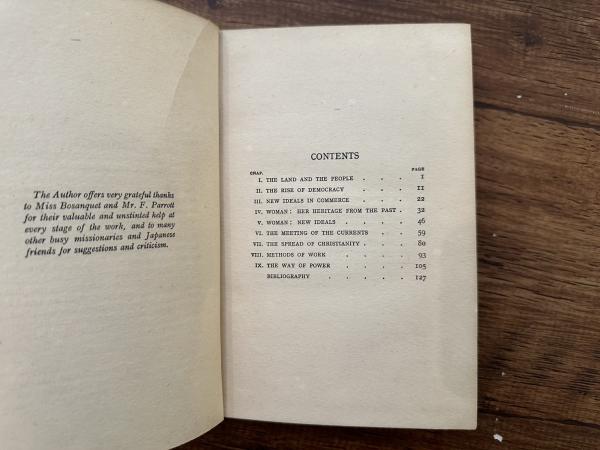 The Author offers very grateful thanks
to Miss Bosanquet and Mr. F. Parrott
for their valuable and unstinted help at
every stage of the work, and to many
other busy missionaries and Japanese
friends for suggestions and criticism.
CONTENTS
CHAP. PAGE
I. THE LAND AND THE PEOPLE . . . 1
II. THE RISE OF DEMOCRACY . . . 11
III. NEW IDEALS IN COMMERCE . . . 22
IV. WOMAN: HER HERITAGE FROM THE PAST . 32
V. WOMAN: NEW IDEALS . . . . 46
VI. THE MEETING OF THE CURRENTS . . 59
VII. THE SPREAD OF CHRISTIANITY . . . 80
VIII. METHODS OF WORK . . . . 93
IX. THE WAY OF POWER . . . . 105
BIBLIOGRAPHY . . . . 127